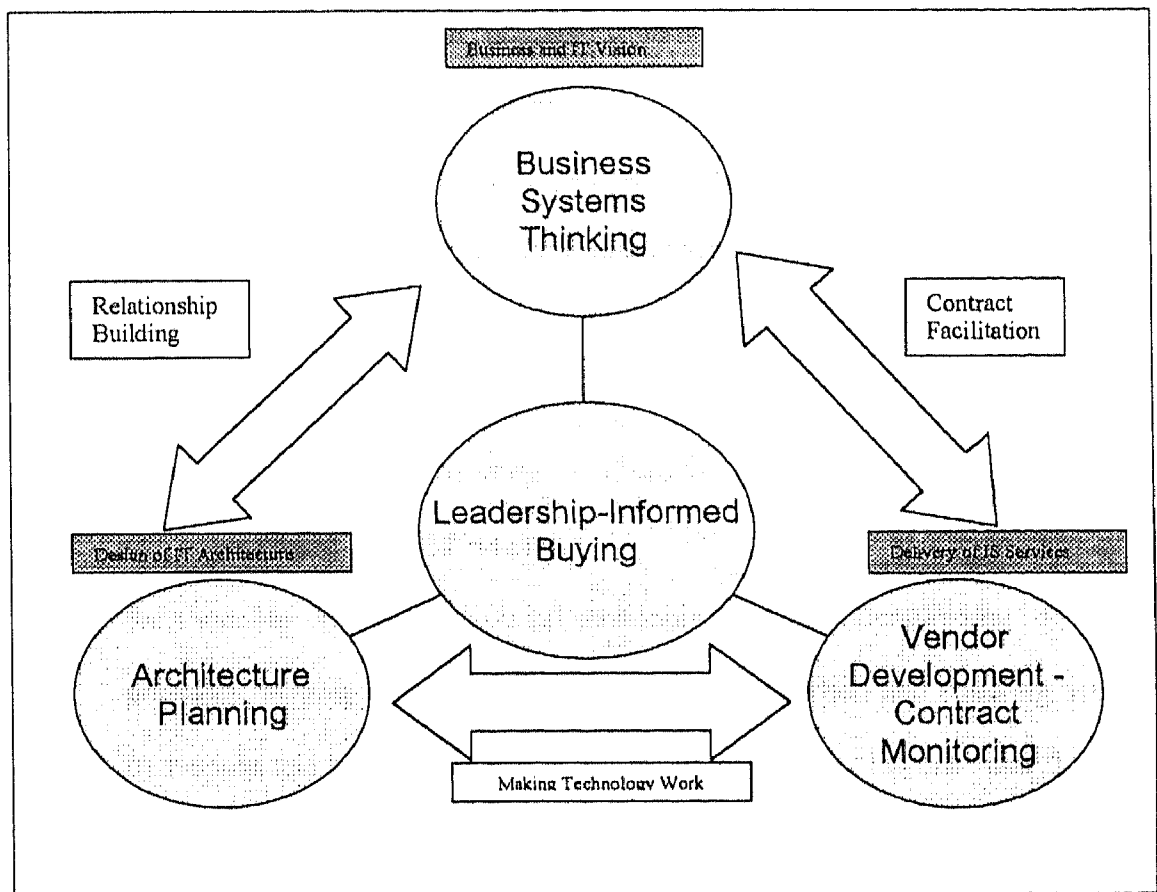 Business and IT Vision
Business
Systems
Thinking
Relationship
Building
Contract
Facilitation
Leadership-Informed
Buying
Design of IT Architecture
Delivery of IS Services
Architecture
Planning
Vendor
Development -
Contract
Monitoring
Making Technology Work